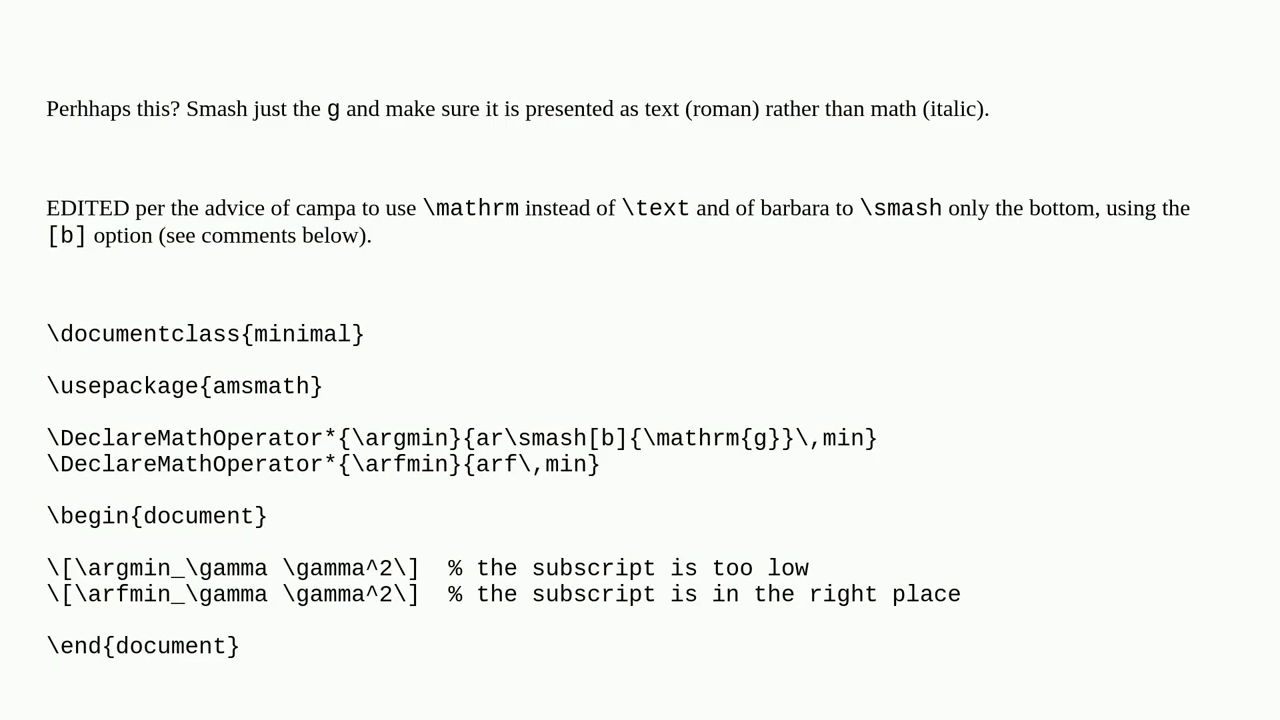 Perhhaps this? Smash just the g and make sure it is presented as text (roman) rather than math (italic).
EDITED per the advice of campa to use \mathrm instead of \text and of barbara to \smash only the bottom, using the
[b] option (see comments below).
\documentclass{minimal}
\usepackage{amsmath}
\DeclareMathOperator*{\argmin}{ar\smash[b]{\mathrm{g}}\,min}
\DeclareMathOperator*{\arfmin}{arf\,min}
\begin{document}
\[\argmin_\gamma \gamma^2\]  % the subscript is too low
\[\arfmin_\gamma \gamma^2\]  % the subscript is in the right place
\end{document}